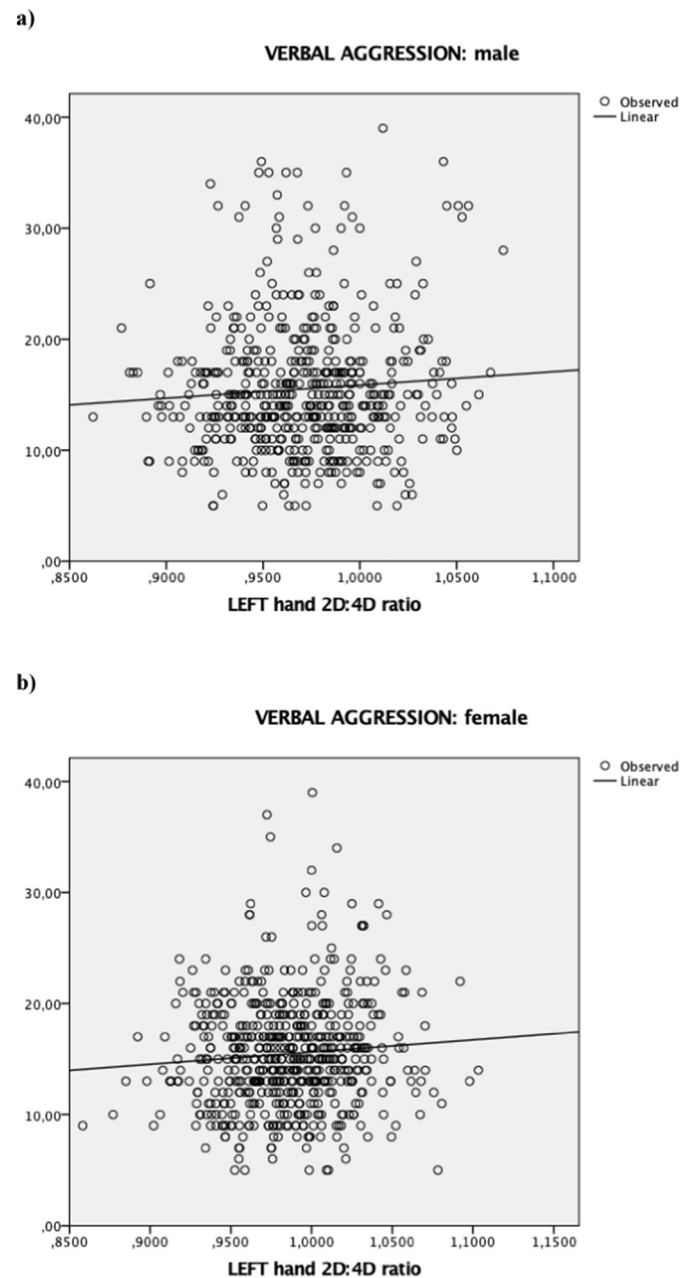 a)
VERBAL AGGRESSION: male
Observed
Linear
40,00
30,00
20,00
10,00
,00
,8500 ,9000 ,9500 1,0000 1,0500 1,1000
LEFT hand 2D:4D ratio
b)
VERBAL AGGRESSION: female
Observed
Linear
40,00
30,00
20,00
10,00
,00
,8500 ,9000 ,9500 1,0000 1,0500 1,1000 1,1500
LEFT hand 2D:4D ratio